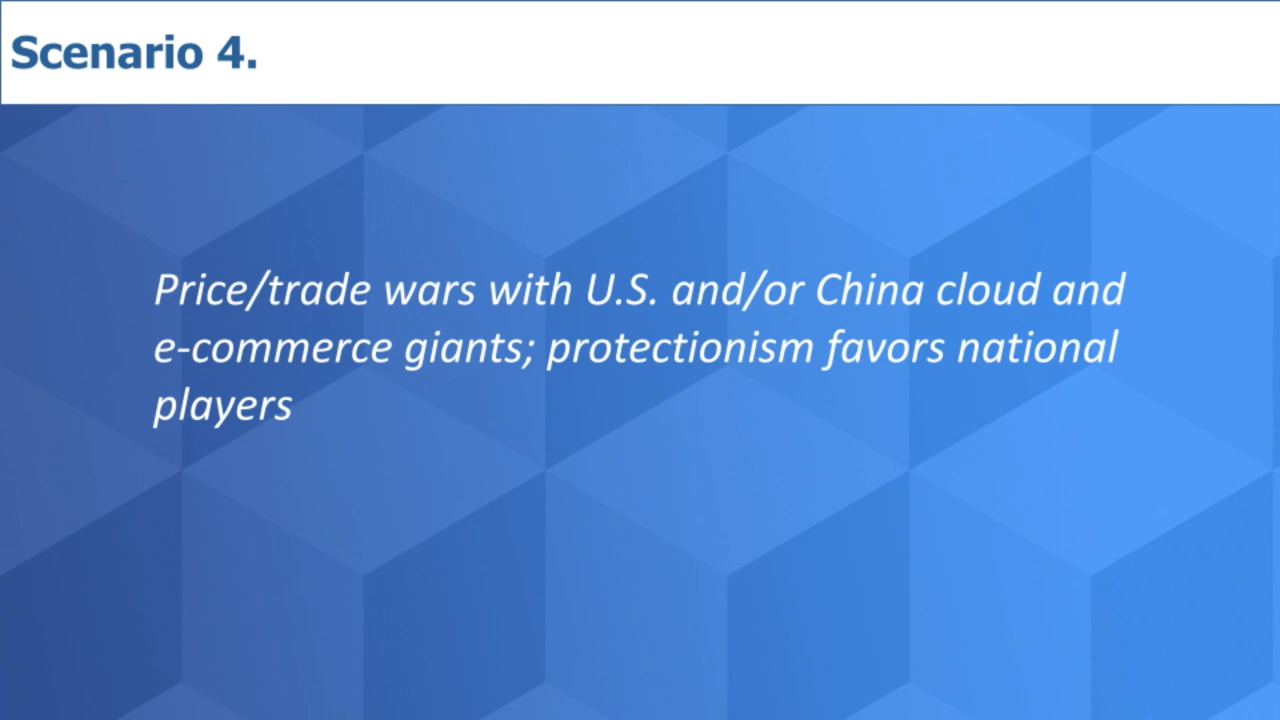 Scenario 4.
Price/trade wars with U.S. and/or China cloud and
e-commerce giants; protectionism favors national
players